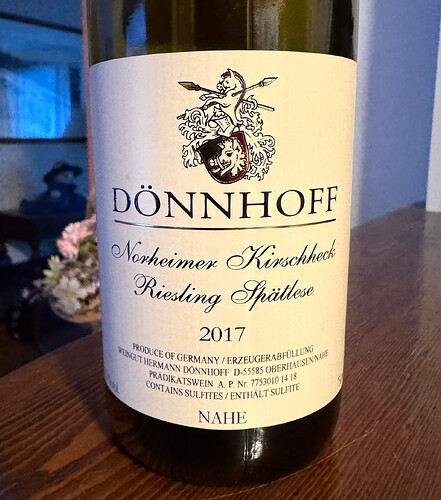 DÖNNHOFF
Norheimer Kirschheck
Riesling Spätlese
2017
PRODUCE OF GERMANY / ERZEUGERABFÜLLUNG
WEINGUT HERMANN DÖNNHOFF D-55585 OBERHAUSEN/NAHE
PRÄDIKATSWEIN A. P. Nr. 7753010 14 18
CONTAINS SULFITES / ENTHÄLT SULFITE
NAHE